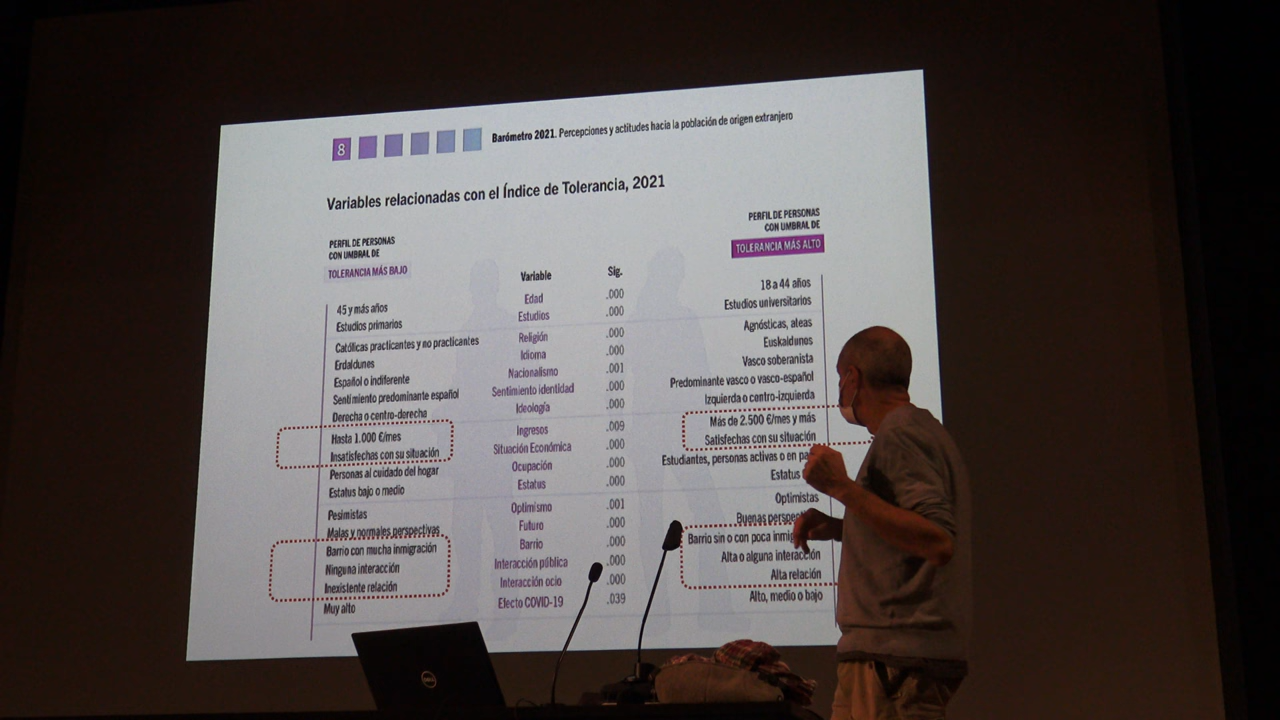 8 Barómetro 2021. Percepciones y actitudes hacia la población de origen extranjero
Variables relacionadas con el Índice de Tolerancia, 2021
PERFIL DE PERSONAS
CON UMBRAL DE
TOLERANCIA MÁS BAJO
Variable Sig.
PERFIL DE PERSONAS
CON UMBRAL DE
TOLERANCIA MÁS ALTO
45 y más años Edad .000 18 a 44 años
Estudios primarios Estudios .000 Estudios universitarios
Católicas practicantes y no practicantes Religión .000 Agnósticas, ateas
Erdaldunes Idioma .000 Euskaldunos
Español o indiferente Nacionalismo .001 Vasco soberanista
Sentimiento predominante español Sentimiento identidad .000 Predominante vasco o vasco-español
Derecha o centro-derecha Ideología .000 Izquierda o centro-izquierda
Hasta 1.000 €/mes Ingresos .009 Más de 2.500 €/mes y más
Insatisfechas con su situación Situación Económica .000 Satisfechas con su situación
Personas al cuidado del hogar Ocupación .000 Estudiantes, personas activas o en
Estatus bajo o medio Estatus .000 Estatus
Pesimistas Optimismo .001 Optimistas
Malas y normales perspectivas Futuro .000 Buenas
Barrio con mucha inmigración Barrio .000 Barrio sin o con poca
Ninguna interacción Interacción pública .000 Alta o alguna interacción
Inexistente relación Interacción ocio .000 Alta relación
Muy alto Efecto COVID-19 .039 Alto, medio o bajo
DELL